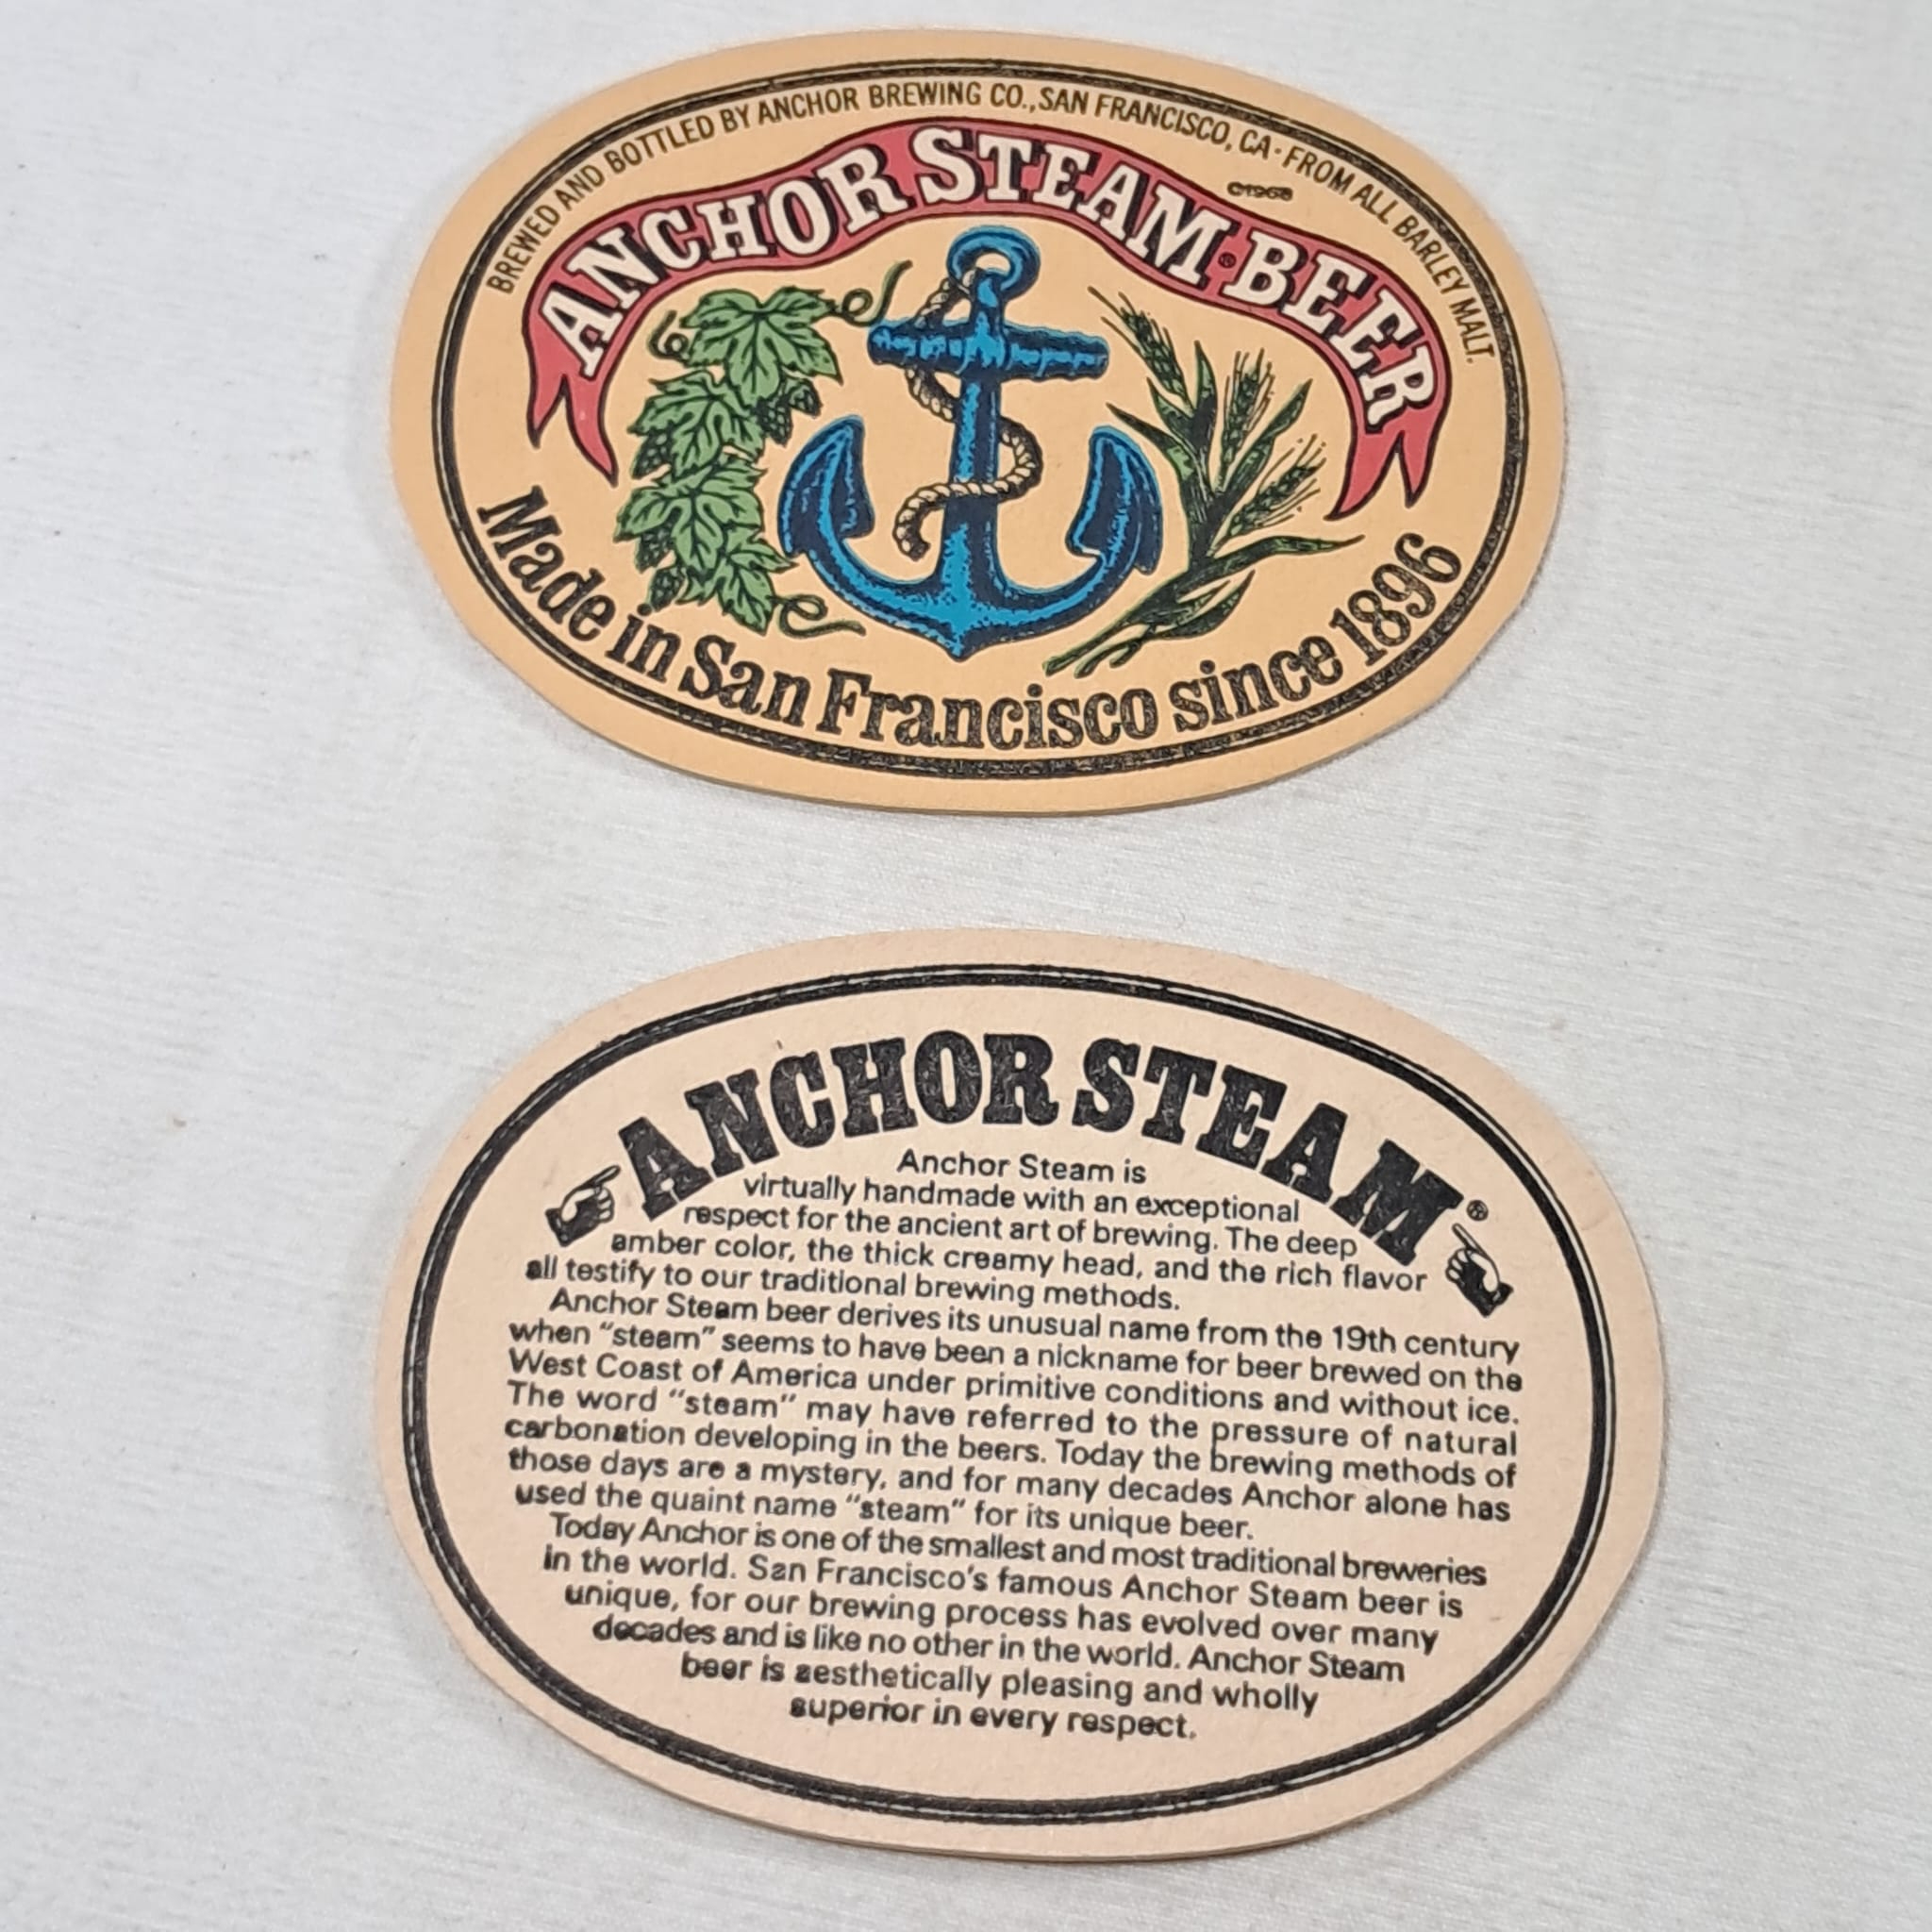 BREWED AND BOTTLED BY ANCHOR BREWING CO., SAN FRANCISCO, CA · FROM ALL BARLEY MALT.
©1968
ANCHOR STEAM BEER
®
Made in San Francisco since 1896
ANCHOR STEAM®
Anchor Steam is
virtually handmade with an exceptional
respect for the ancient art of brewing. The deep
amber color, the thick creamy head, and the rich flavor
all testify to our traditional brewing methods.
Anchor Steam beer derives its unusual name from the 19th century
when “steam” seems to have been a nickname for beer brewed on the
West Coast of America under primitive conditions and without ice.
The word “steam” may have referred to the pressure of natural
carbonation developing in the beers. Today the brewing methods of
those days are a mystery, and for many decades Anchor alone has
used the quaint name “steam” for its unique beer.
Today Anchor is one of the smallest and most traditional breweries
in the world. San Francisco’s famous Anchor Steam beer is
unique, for our brewing process has evolved over many
decades and is like no other in the world. Anchor Steam
beer is aesthetically pleasing and wholly
superior in every respect.